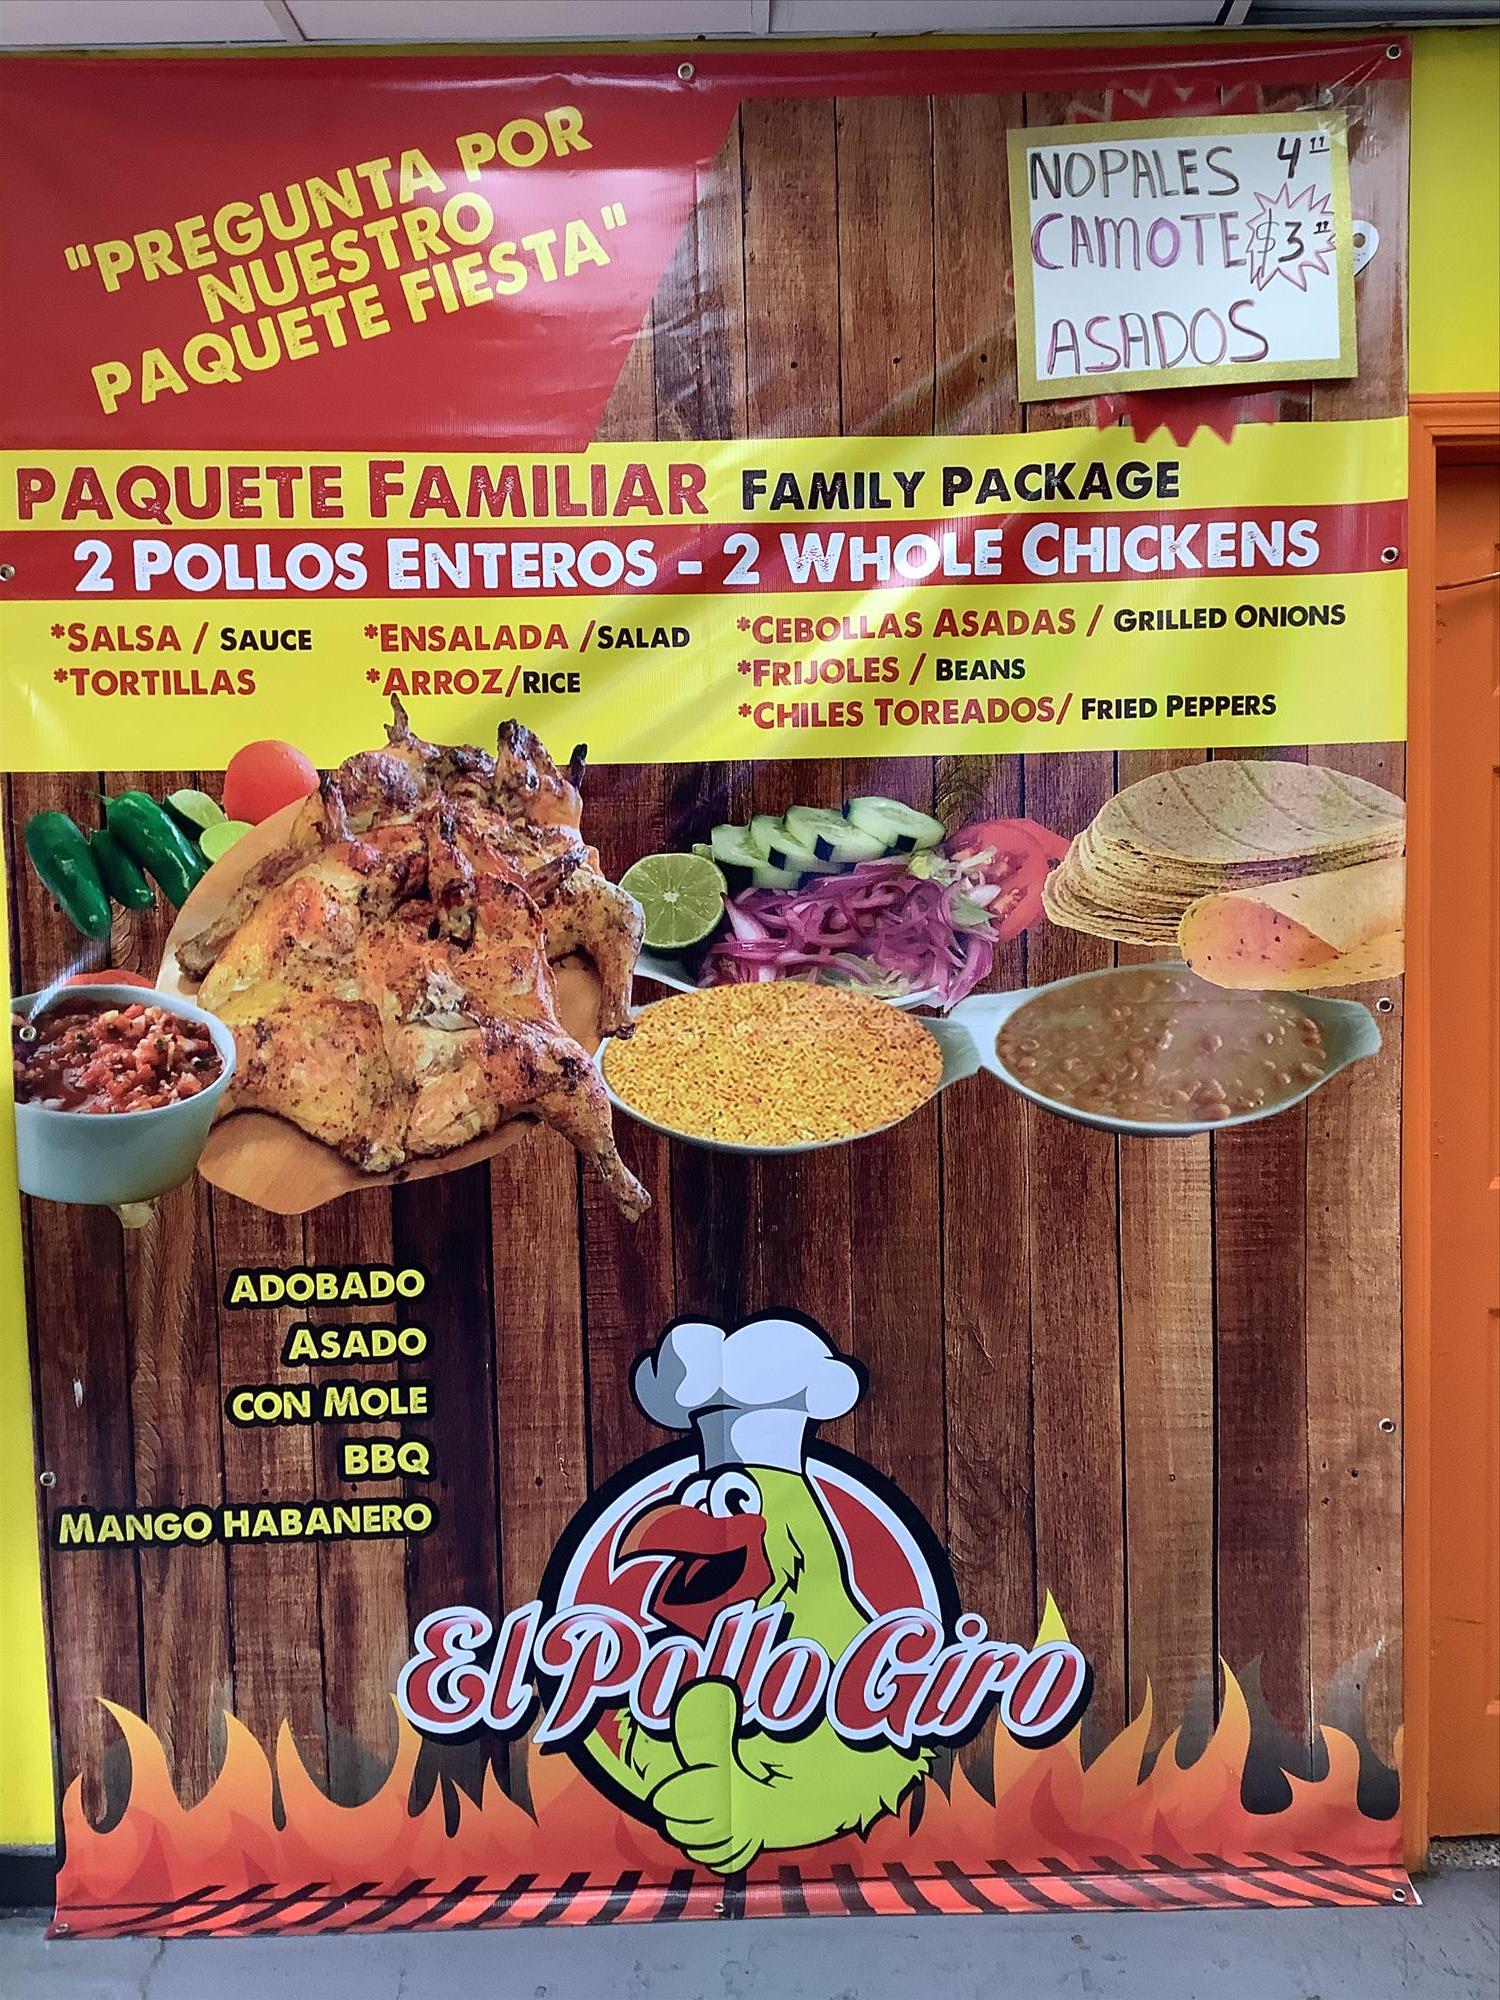 "PREGUNTA POR
NUESTRO
PAQUETE FIESTA"
NOPALES 4 11
CAMOTE $3 11
ASADOS
PAQUETE FAMILIAR FAMILY PACKAGE
2 POLLOS ENTEROS - 2 WHOLE CHICKENS
*SALSA / SAUCE
*TORTILLAS
*ENSALADA /SALAD
*ARROZ/RICE
*CEBOLLAS ASADAS / GRILLED ONIONS
*FRIJOLES / BEANS
*CHILES TOREADOS/ FRIED PEPPERS
ADOBADO
ASADO
CON MOLE
BBQ
MANGO HABANERO
El Pollo Giro